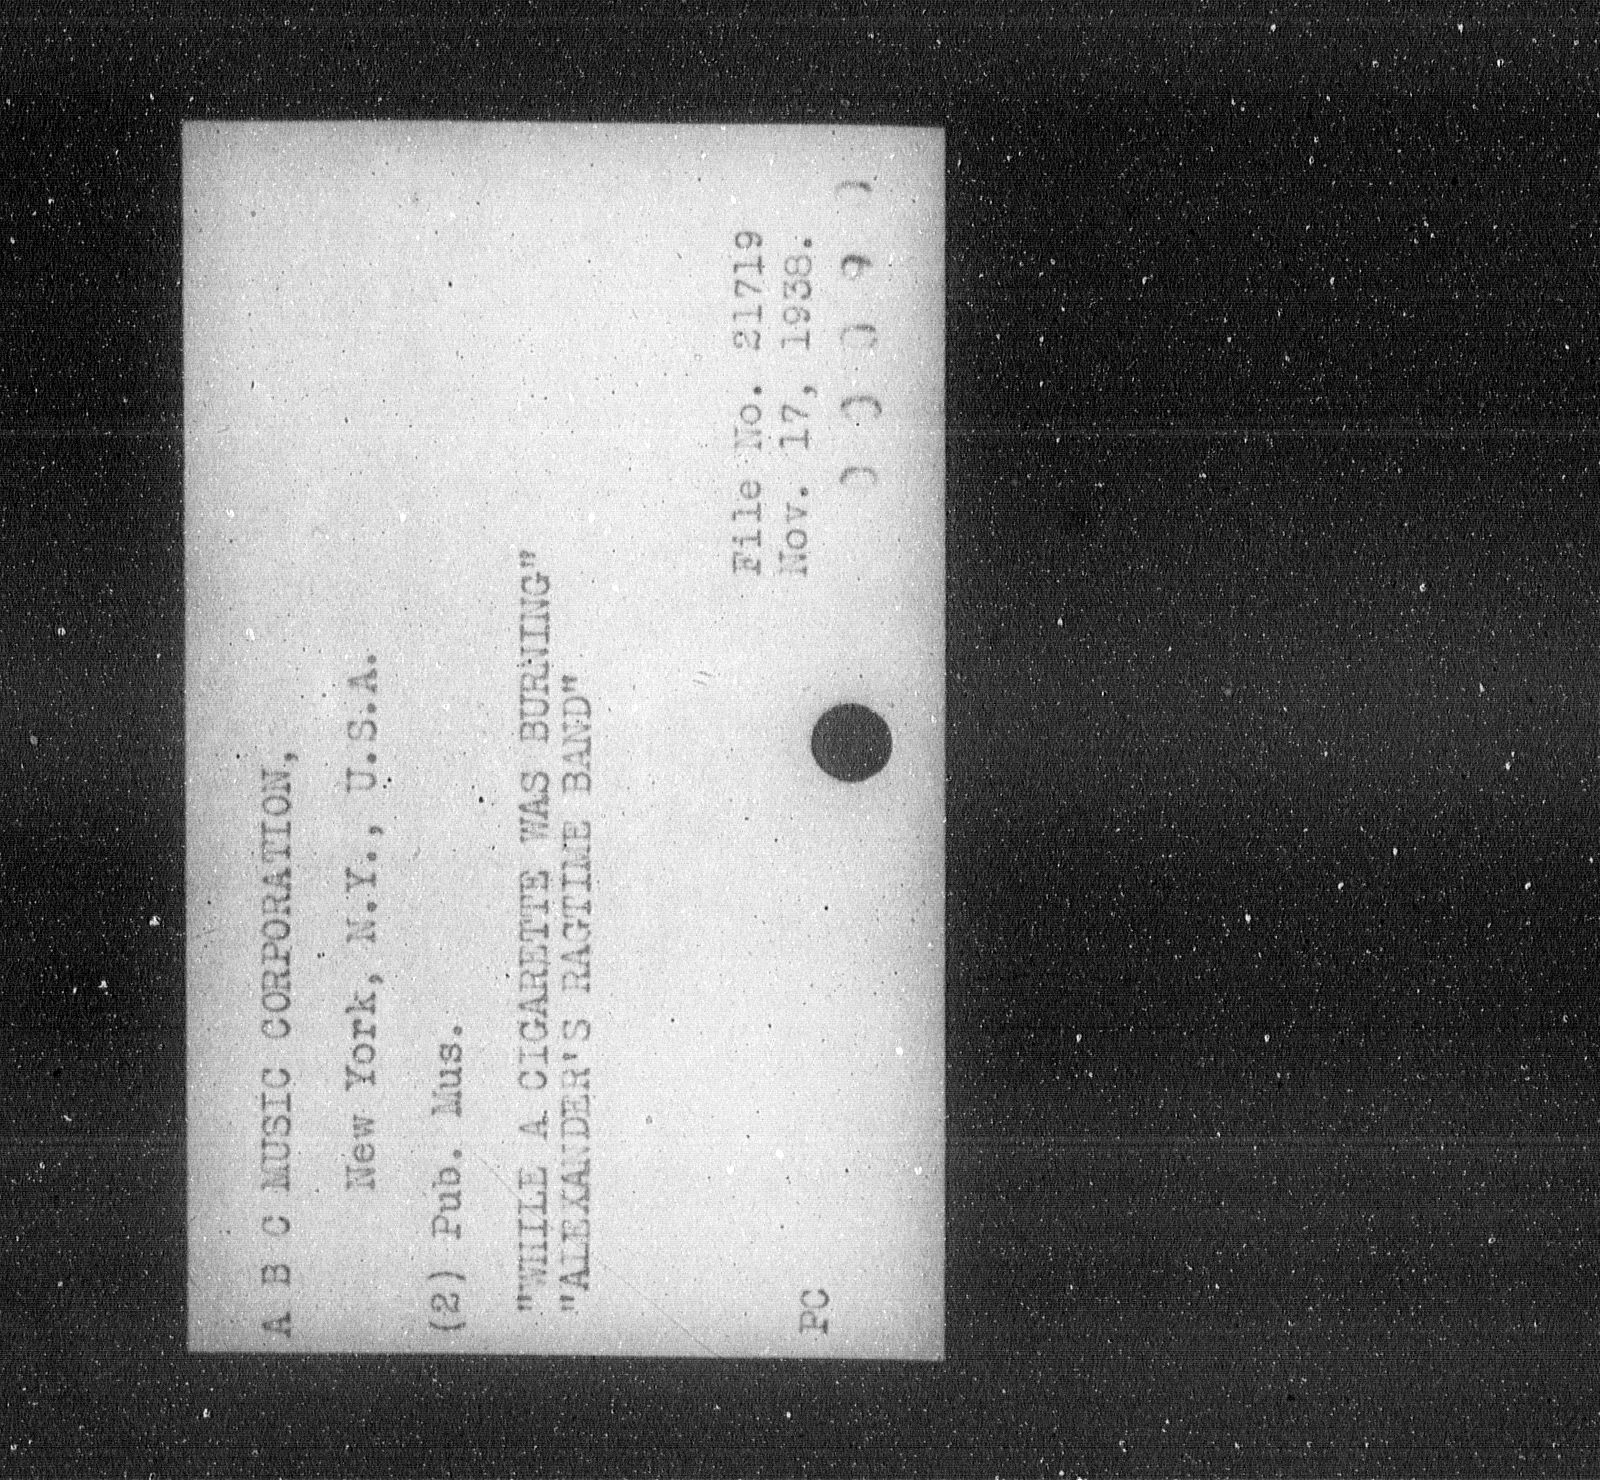 A B C MUSIC CORPORATION,
New York, N.Y., U.S.A.
(2) Pub. Mus.
"WHILE A CIGARETTE WAS BURNING"
"ALEXANDER'S RAGTIME BAND"
File No. 21719
Nov. 17, 1938.
PC